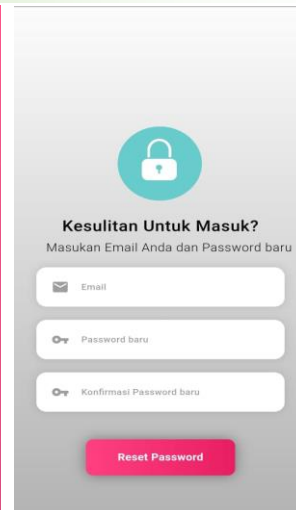 Kesulitan Untuk Masuk?
Masukan Email Anda dan Password baru
Email
Password baru
Konfirmasi Password baru
Reset Password